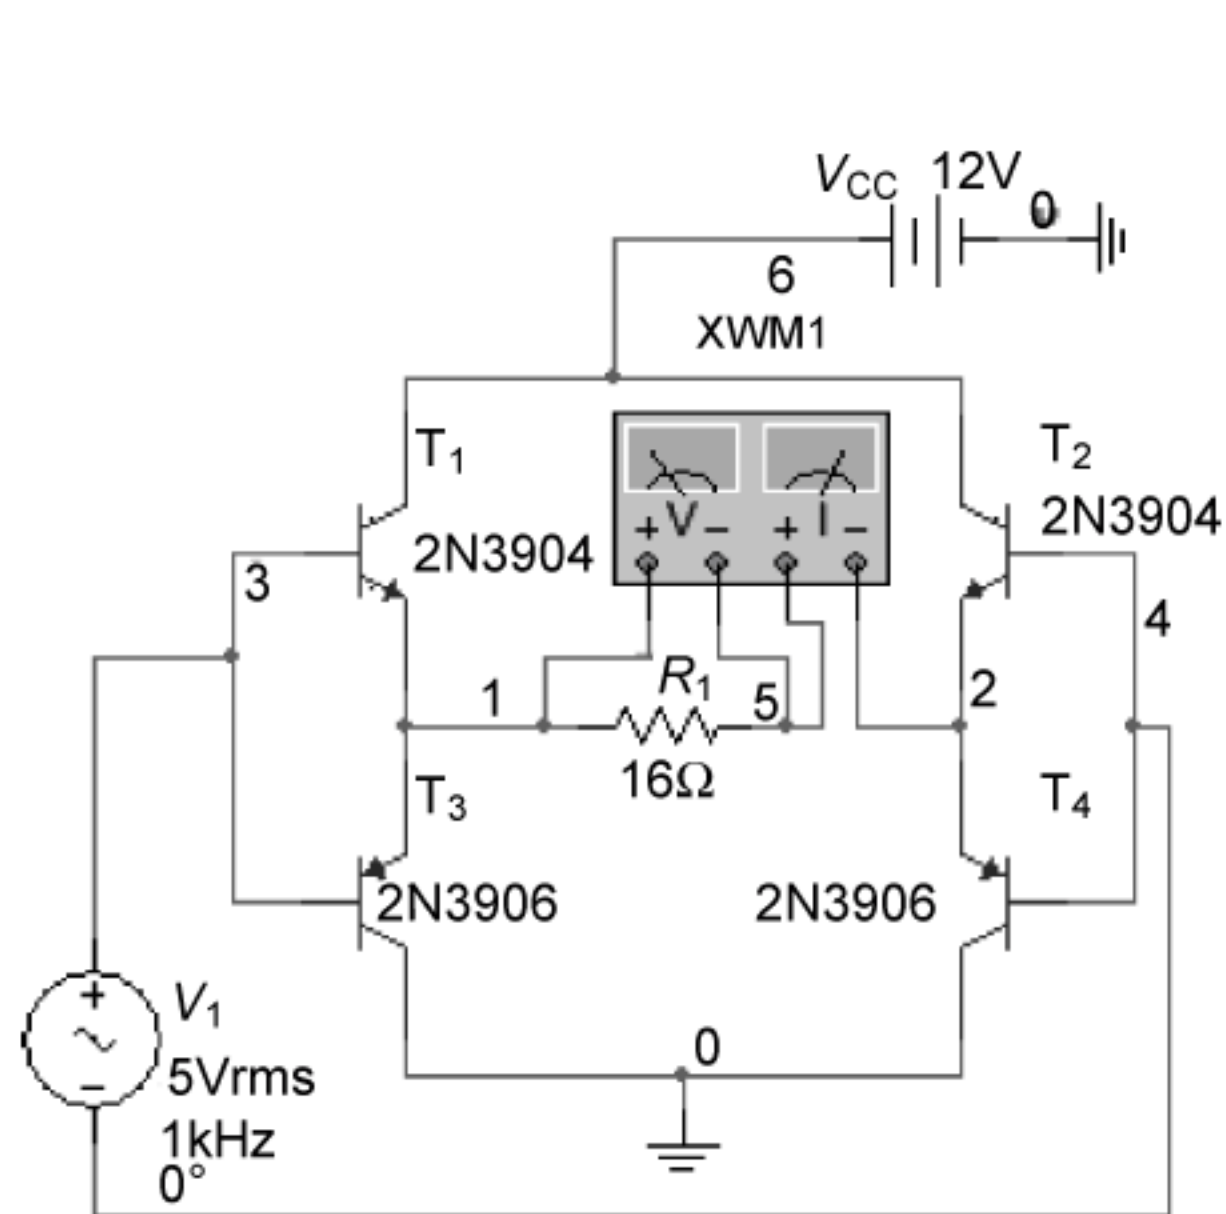 V_CC 12V
0
6
XWM1
T1
T2
2N3904
2N3904
V I
+ - + -
3
4
1
R1
5
2
16Ω
T3
T4
2N3906
2N3906
+
-
V1
5Vrms
1kHz
0°
0